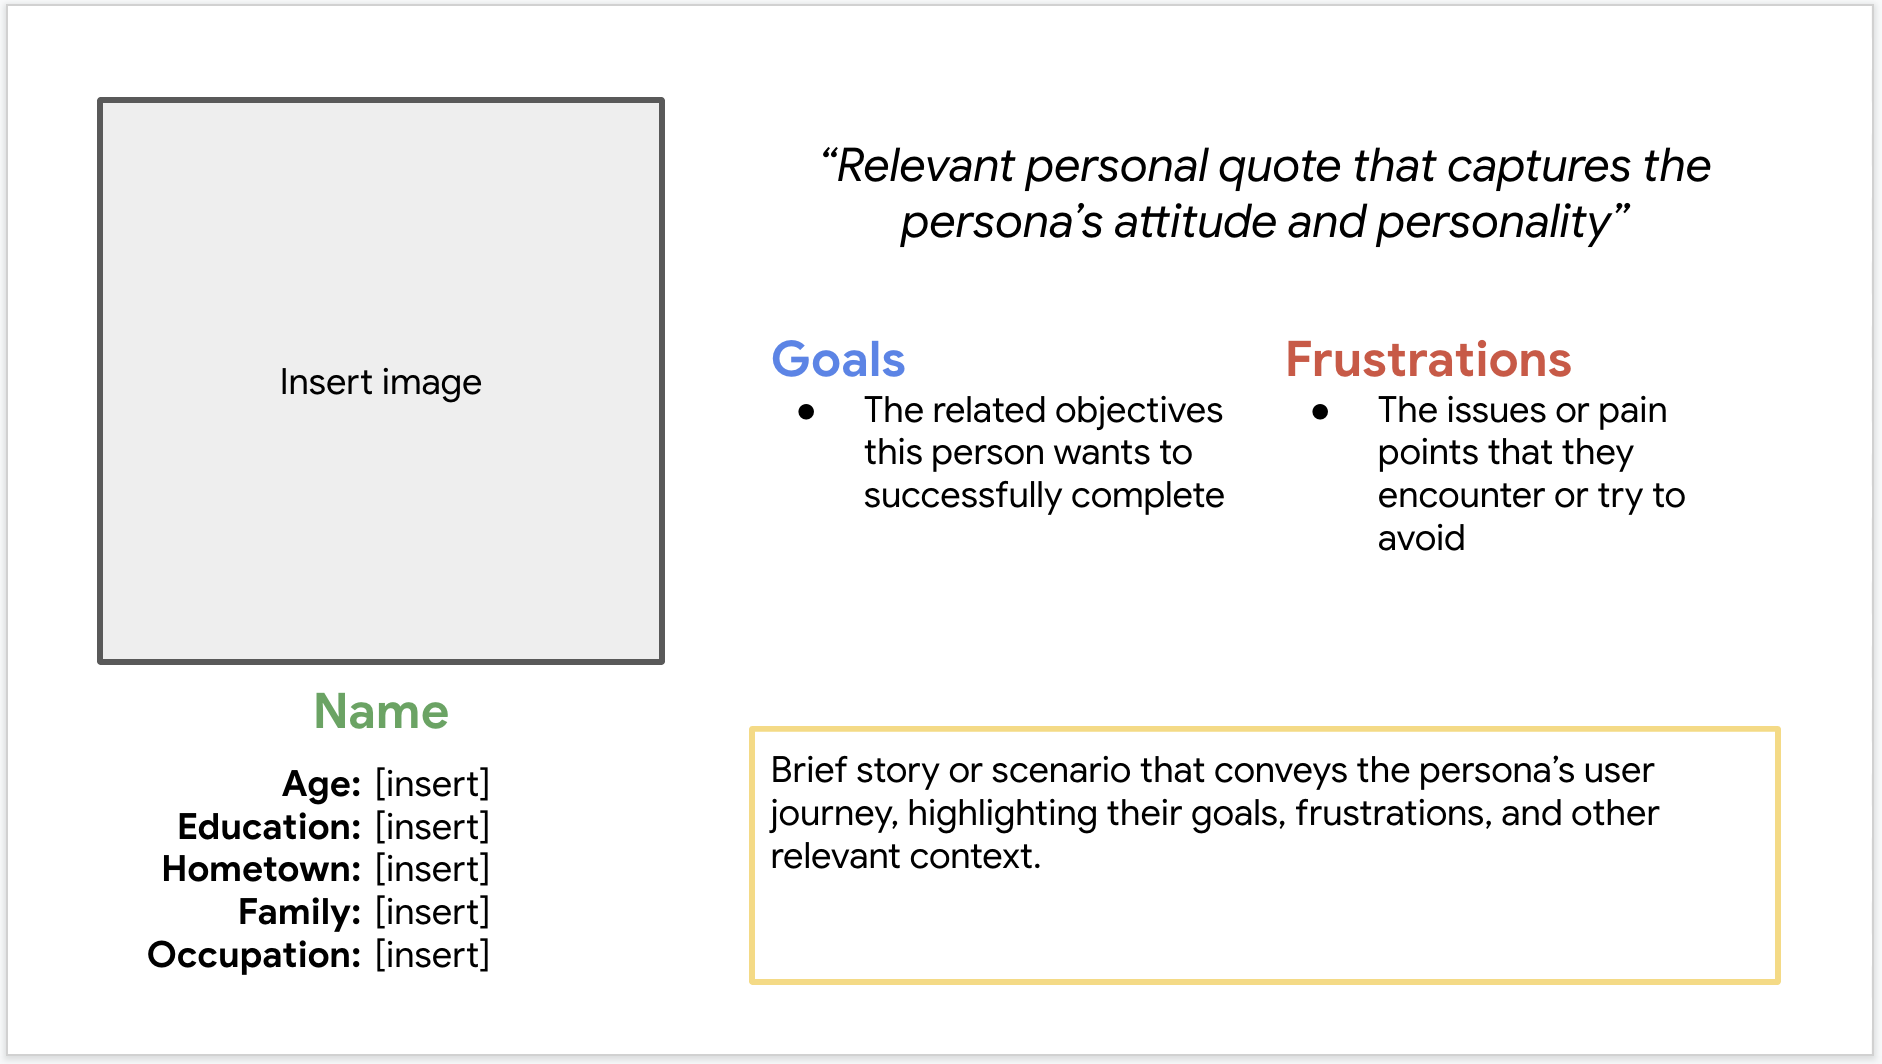 Insert image
Name
Age: [insert]
Education: [insert]
Hometown: [insert]
Family: [insert]
Occupation: [insert]
“Relevant personal quote that captures the
persona’s attitude and personality”
Goals
● The related objectives
this person wants to
successfully complete
Frustrations
● The issues or pain
points that they
encounter or try to
avoid
Brief story or scenario that conveys the persona’s user
journey, highlighting their goals, frustrations, and other
relevant context.